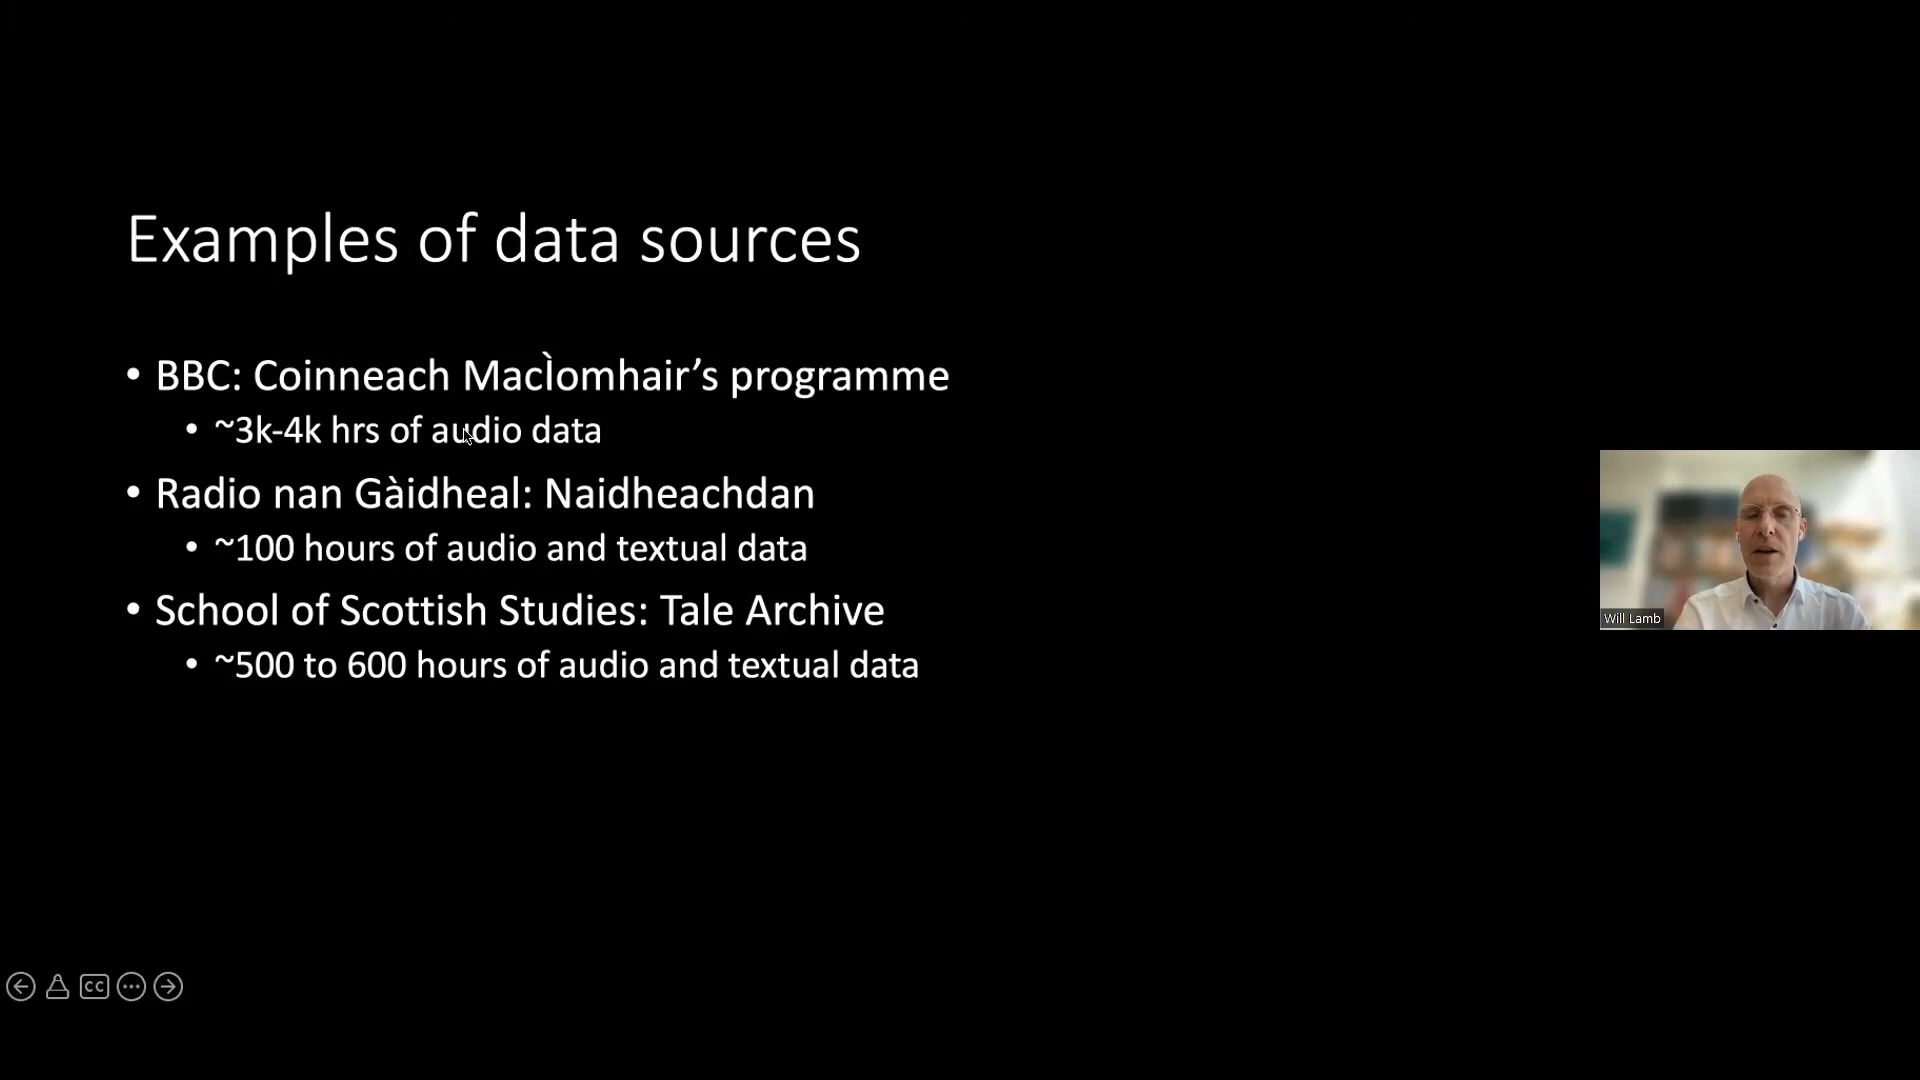 Examples of data sources
• BBC: Coinneach MacÌomhair’s programme
• ~3k-4k hrs of audio data
• Radio nan Gàidheal: Naidheachdan
• ~100 hours of audio and textual data
• School of Scottish Studies: Tale Archive
• ~500 to 600 hours of audio and textual data
Will Lamb
CC